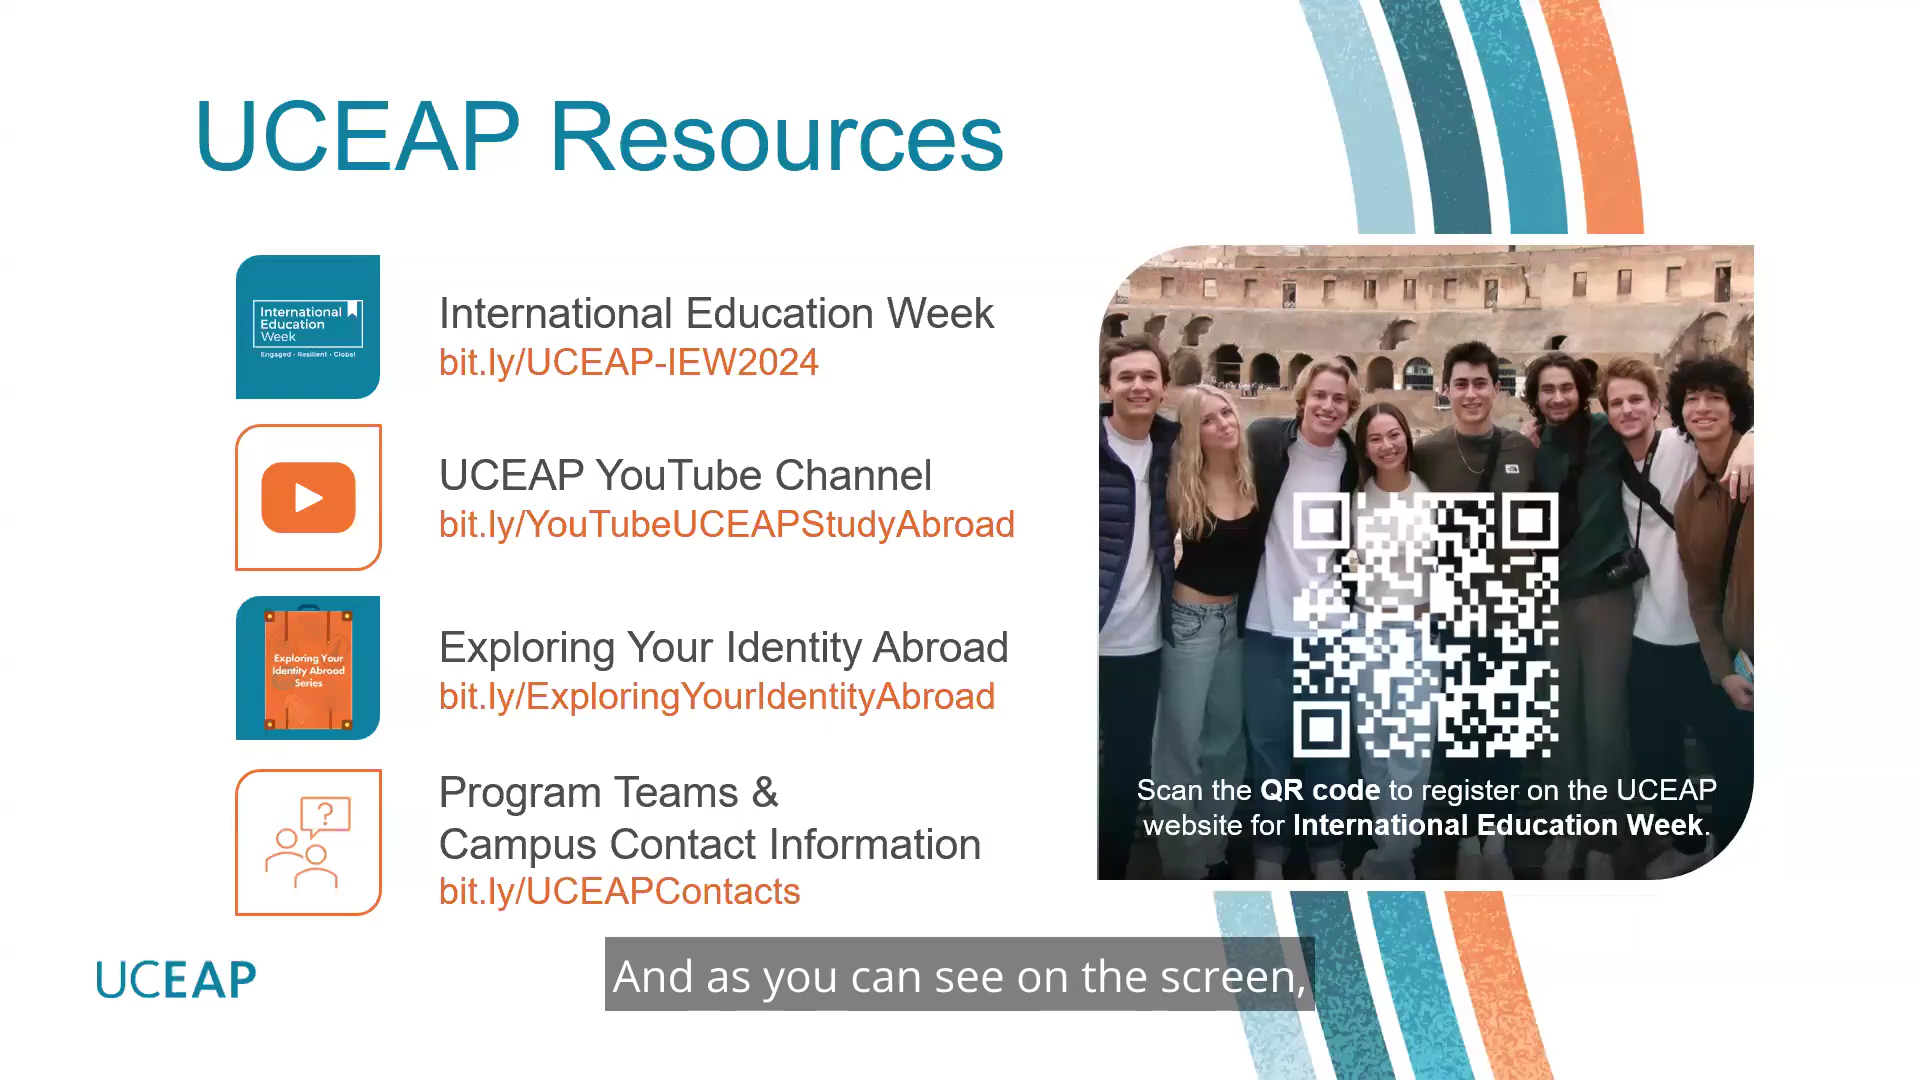 UCEAP Resources
International
Education
Week
Engaged · Resilient · Global
International Education Week
bit.ly/UCEAP-IEW2024
UCEAP YouTube Channel
bit.ly/YouTubeUCEAPStudyAbroad
Exploring Your
Identity Abroad
Series
Exploring Your Identity Abroad
bit.ly/ExploringYourIdentityAbroad
?
Program Teams &
Campus Contact Information
bit.ly/UCEAPContacts
Scan the QR code to register on the UCEAP
website for International Education Week.
UCEAP
And as you can see on the screen,